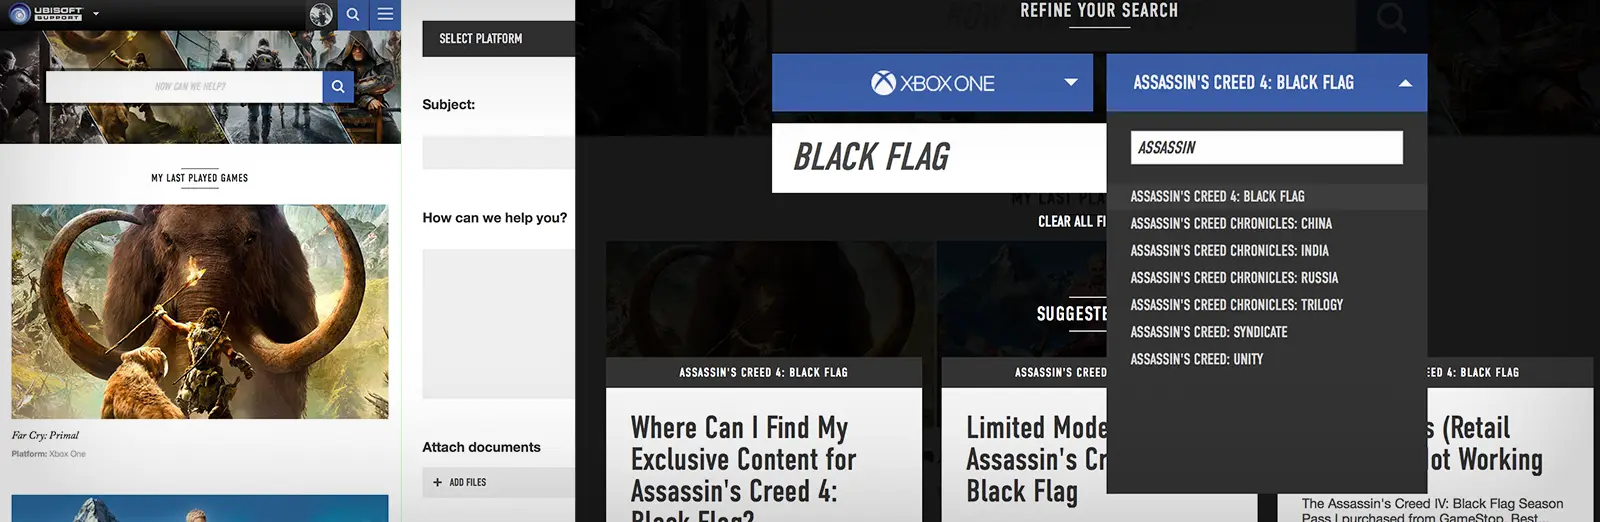 UBISOFT
SUPPORT
HOW CAN WE HELP?
MY LAST PLAYED GAMES
Far Cry: Primal
Platform: Xbox One
SELECT PLATFORM
Subject:
How can we help you?
Attach documents
+ ADD FILES
REFINE YOUR SEARCH
XBOX ONE
ASSASSIN'S CREED 4: BLACK FLAG
BLACK FLAG
ASSASSIN
ASSASSIN'S CREED 4: BLACK FLAG
ASSASSIN'S CREED CHRONICLES: CHINA
ASSASSIN'S CREED CHRONICLES: INDIA
ASSASSIN'S CREED CHRONICLES: RUSSIA
ASSASSIN'S CREED CHRONICLES: TRILOGY
ASSASSIN'S CREED: SYNDICATE
ASSASSIN'S CREED: UNITY
MY LAST PLAYED
CLEAR ALL FI
SUGGESTE
ASSASSIN'S CREED 4: BLACK FLAG
Where Can I Find My
Exclusive Content for
Assassin's Creed 4:
Black Flag?
ASSASSIN'S CREE
Limited Mode
Assassin's Cr
Black Flag
ED 4: BLACK FLAG
s (Retail
ot Working
The Assassin's Creed IV: Black Flag Season
Pass I purchased from GameStop, Best